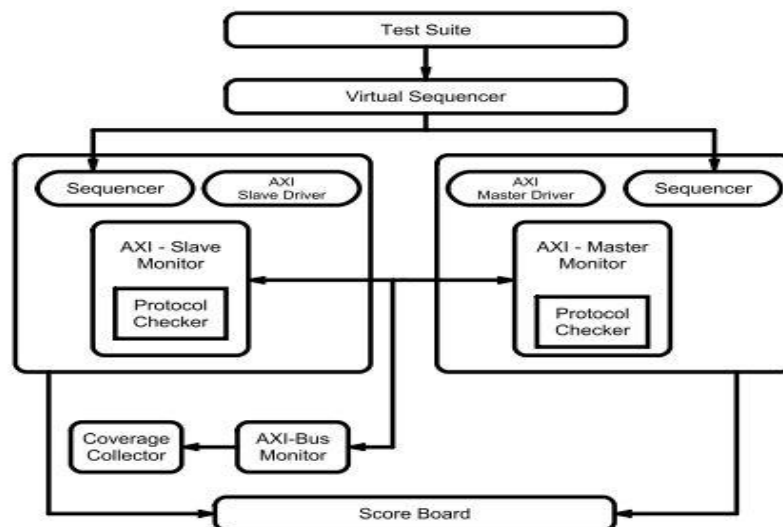 Test Suite
Virtual Sequencer
Sequencer
AXI
Slave Driver
AXI
Master Driver
Sequencer
AXI - Slave
Monitor
Protocol
Checker
AXI - Master
Monitor
Protocol
Checker
Coverage
Collector
AXI-Bus
Monitor
Score Board